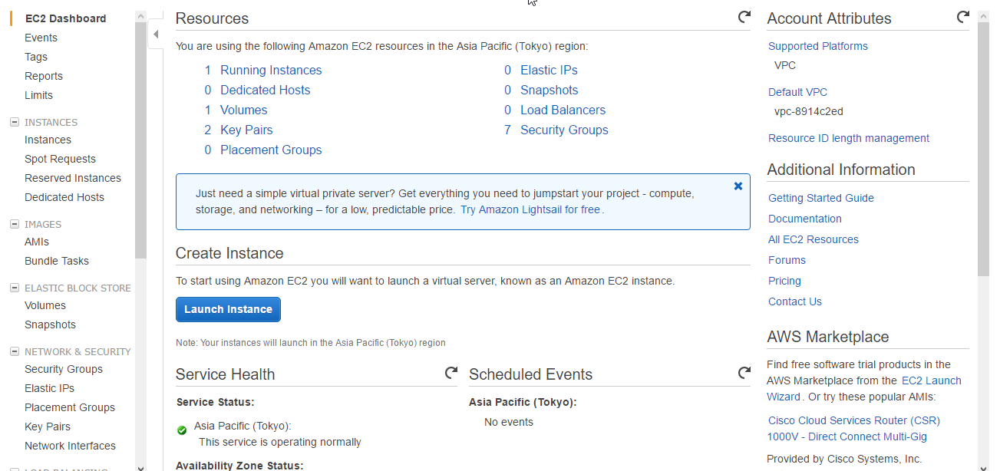 EC2 Dashboard
Events
Tags
Reports
Limits
INSTANCES
Instances
Spot Requests
Reserved Instances
Dedicated Hosts
IMAGES
AMIs
Bundle Tasks
ELASTIC BLOCK STORE
Volumes
Snapshots
NETWORK & SECURITY
Security Groups
Elastic IPs
Placement Groups
Key Pairs
Network Interfaces
LOAD BALANCING
Resources
You are using the following Amazon EC2 resources in the Asia Pacific (Tokyo) region:
1 Running Instances
0 Dedicated Hosts
1 Volumes
2 Key Pairs
0 Placement Groups
0 Elastic IPs
0 Snapshots
0 Load Balancers
7 Security Groups
Just need a simple virtual private server? Get everything you need to jumpstart your project - compute,
storage, and networking – for a low, predictable price. Try Amazon Lightsail for free.
Create Instance
To start using Amazon EC2 you will want to launch a virtual server, known as an Amazon EC2 instance.
Launch Instance
Note: Your instances will launch in the Asia Pacific (Tokyo) region
Service Health
Service Status:
Asia Pacific (Tokyo):
This service is operating normally
Availability Zone Status:
Scheduled Events
Asia Pacific (Tokyo):
No events
Account Attributes
Supported Platforms
VPC
Default VPC
vpc-8914c2ed
Resource ID length management
Additional Information
Getting Started Guide
Documentation
All EC2 Resources
Forums
Pricing
Contact Us
AWS Marketplace
Find free software trial products in the
AWS Marketplace from the EC2 Launch
Wizard. Or try these popular AMIs:
Cisco Cloud Services Router (CSR)
1000V - Direct Connect Multi-Gig
Provided by Cisco Systems, Inc.